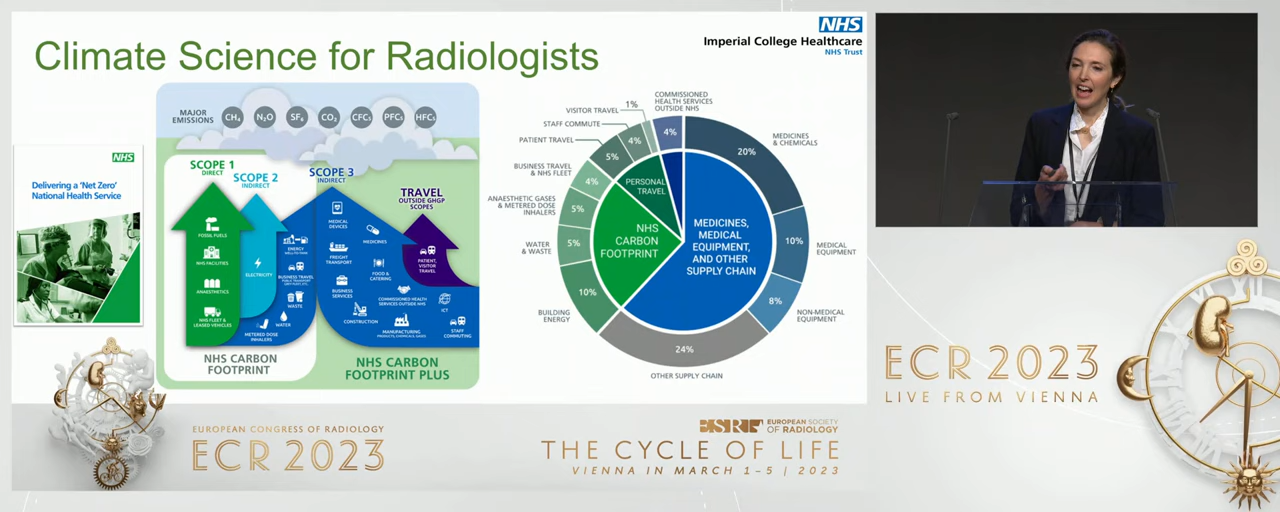 Climate Science for Radiologists
NHS
Imperial College Healthcare
NHS Trust
NHS
Delivering a 'Net Zero'
National Health Service
MAJOR
EMISSIONS
CH4
N2O
SF6
CO2
CFCS
PFCS
HFCS
SCOPE 1
DIRECT
SCOPE 2
INDIRECT
SCOPE 3
INDIRECT
TRAVEL
OUTSIDE GHGP
SCOPES
FOSSIL FUELS
NHS FACILITIES
ANAESTHETICS
NHS FLEET &
LEASED VEHICLES
ELECTRICITY
ENERGY
WELL-TO-TANK
BUSINESS TRAVEL
WASTE
WATER
METERED DOSE
INHALERS
MEDICAL
DEVICES
MEDICINES
FREIGHT
TRANSPORT
FOOD &
CATERING
BUSINESS
SERVICES
COMMISSIONED HEALTH
SERVICES OUTSIDE NHS
CONSTRUCTION
MANUFACTURING
PRODUCTS, CHEMICALS, GASES
ICT
STAFF
COMMUTING
PATIENT,
VISITOR
TRAVEL
NHS CARBON
FOOTPRINT
NHS CARBON
FOOTPRINT PLUS
COMMISSIONED
HEALTH SERVICES
OUTSIDE NHS
4%
VISITOR TRAVEL
1%
STAFF COMMUTE
4%
PATIENT TRAVEL
5%
BUSINESS TRAVEL
& NHS FLEET
4%
ANAESTHETIC GASES
& METERED DOSE
INHALERS
5%
WATER
& WASTE
5%
BUILDING
ENERGY
10%
OTHER SUPPLY CHAIN
24%
NON-MEDICAL
EQUIPMENT
8%
MEDICAL
EQUIPMENT
10%
MEDICINES
& CHEMICALS
20%
PERSONAL
TRAVEL
NHS
CARBON
FOOTPRINT
MEDICINES,
MEDICAL
EQUIPMENT,
AND OTHER
SUPPLY CHAIN
EUROPEAN CONGRESS OF RADIOLOGY
ECR 2023
ESR EUROPEAN SOCIETY
OF RADIOLOGY
THE CYCLE OF LIFE
VIENNA IN MARCH 1–5 | 2023
ECR 2023
LIVE FROM VIENNA